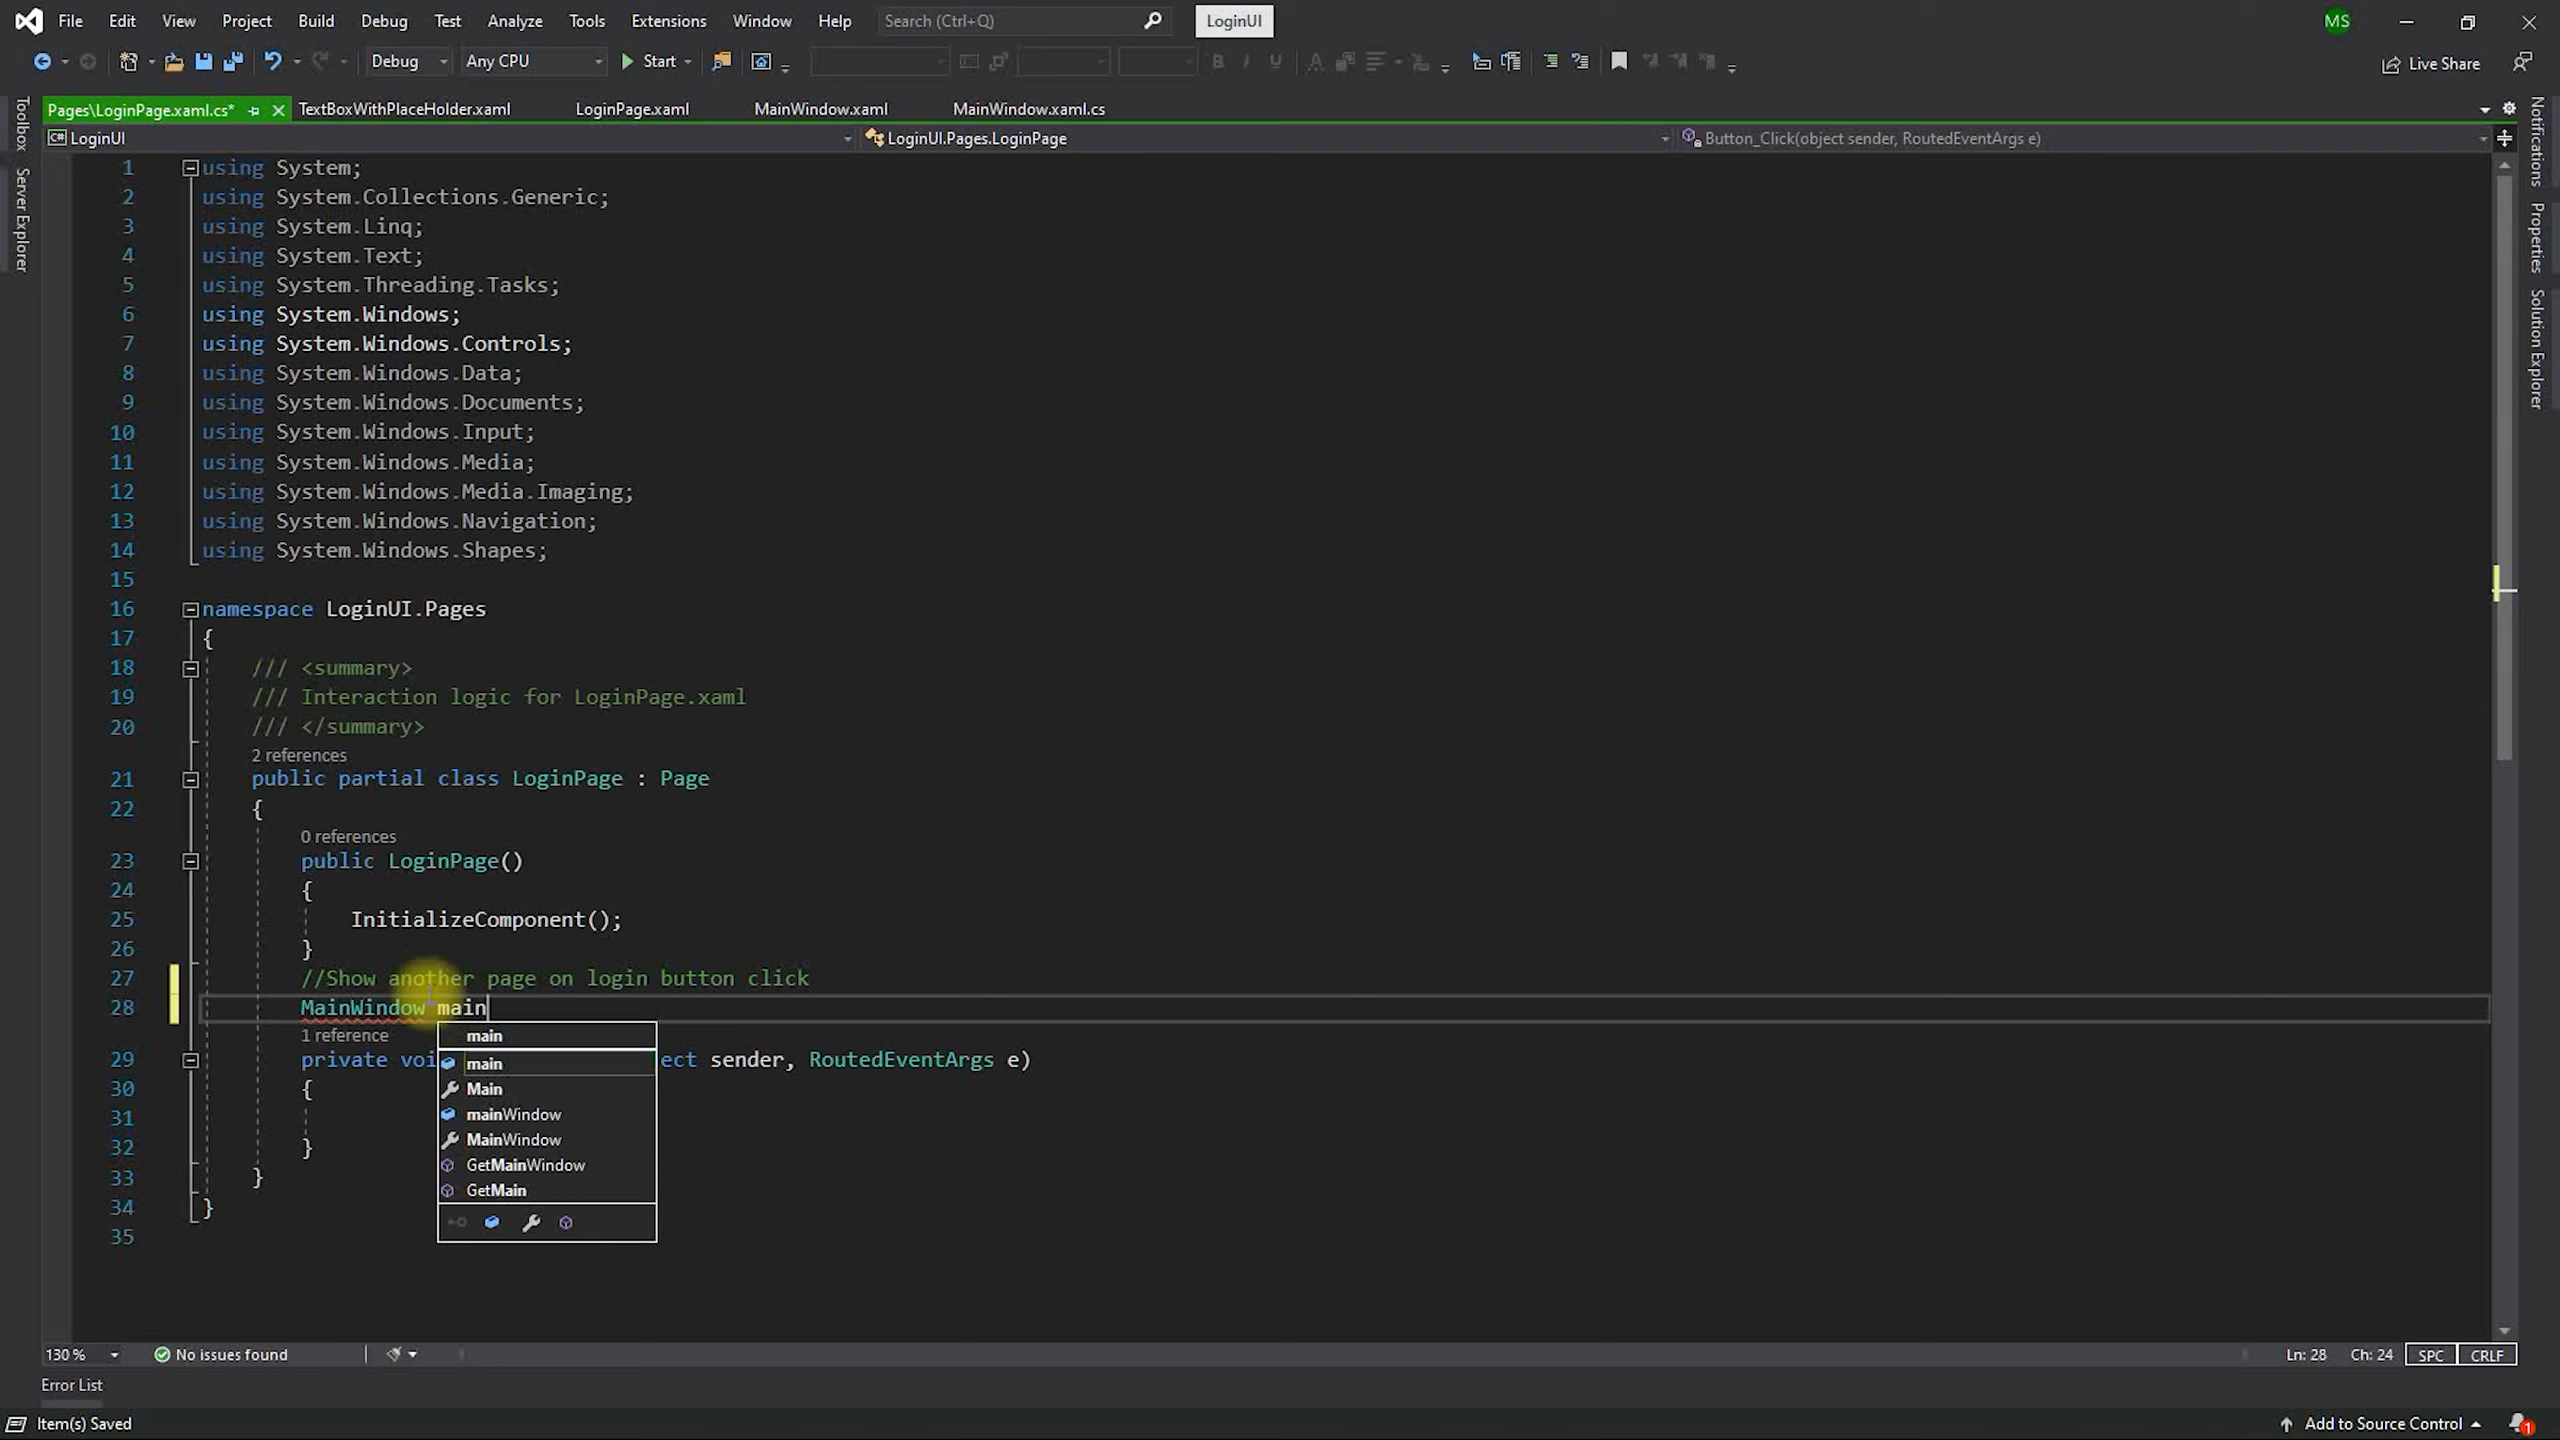 File Edit View Project Build Debug Test Analyze Tools Extensions Window Help Search (Ctrl+Q) LoginUI MS
Debug Any CPU Start Live Share
Pages\LoginPage.xaml.cs* TextBoxWithPlaceHolder.xaml LoginPage.xaml MainWindow.xaml MainWindow.xaml.cs
LoginUI LoginUI.Pages.LoginPage Button_Click(object sender, RoutedEventArgs e)
Toolbox
Server Explorer
Notifications
Properties
Solution Explorer
1 using System;
2 using System.Collections.Generic;
3 using System.Linq;
4 using System.Text;
5 using System.Threading.Tasks;
6 using System.Windows;
7 using System.Windows.Controls;
8 using System.Windows.Data;
9 using System.Windows.Documents;
10 using System.Windows.Input;
11 using System.Windows.Media;
12 using System.Windows.Media.Imaging;
13 using System.Windows.Navigation;
14 using System.Windows.Shapes;
15
16 namespace LoginUI.Pages
17 {
18 /// <summary>
19 /// Interaction logic for LoginPage.xaml
20 /// </summary>
2 references
21 public partial class LoginPage : Page
22 {
0 references
23 public LoginPage()
24 {
25 InitializeComponent();
26 }
27 //Show another page on login button click
28 MainWindow main
1 reference
main
29 private voi ect sender, RoutedEventArgs e)
main
30 {
Main
31
mainWindow
32 }
MainWindow
GetMainWindow
33 }
GetMain
34 }
35
130 % No issues found Ln: 28 Ch: 24 SPC CRLF
Error List
Item(s) Saved Add to Source Control 1